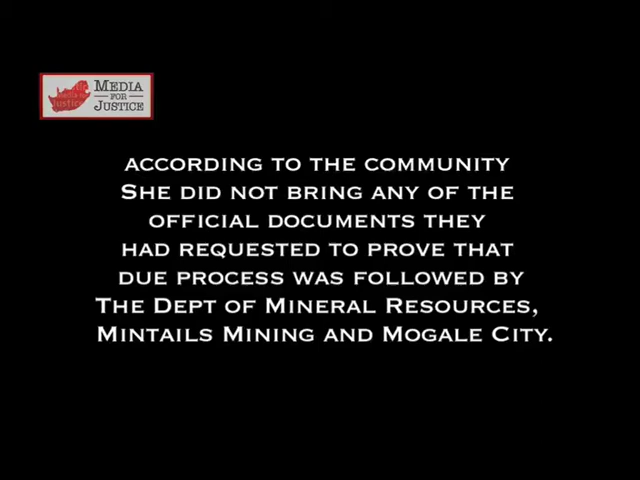 MEDIA
FOR
JUSTICE
ACCORDING TO THE COMMUNITY
SHE DID NOT BRING ANY OF THE
OFFICIAL DOCUMENTS THEY
HAD REQUESTED TO PROVE THAT
DUE PROCESS WAS FOLLOWED BY
THE DEPT OF MINERAL RESOURCES,
MINTAILS MINING AND MOGALE CITY.